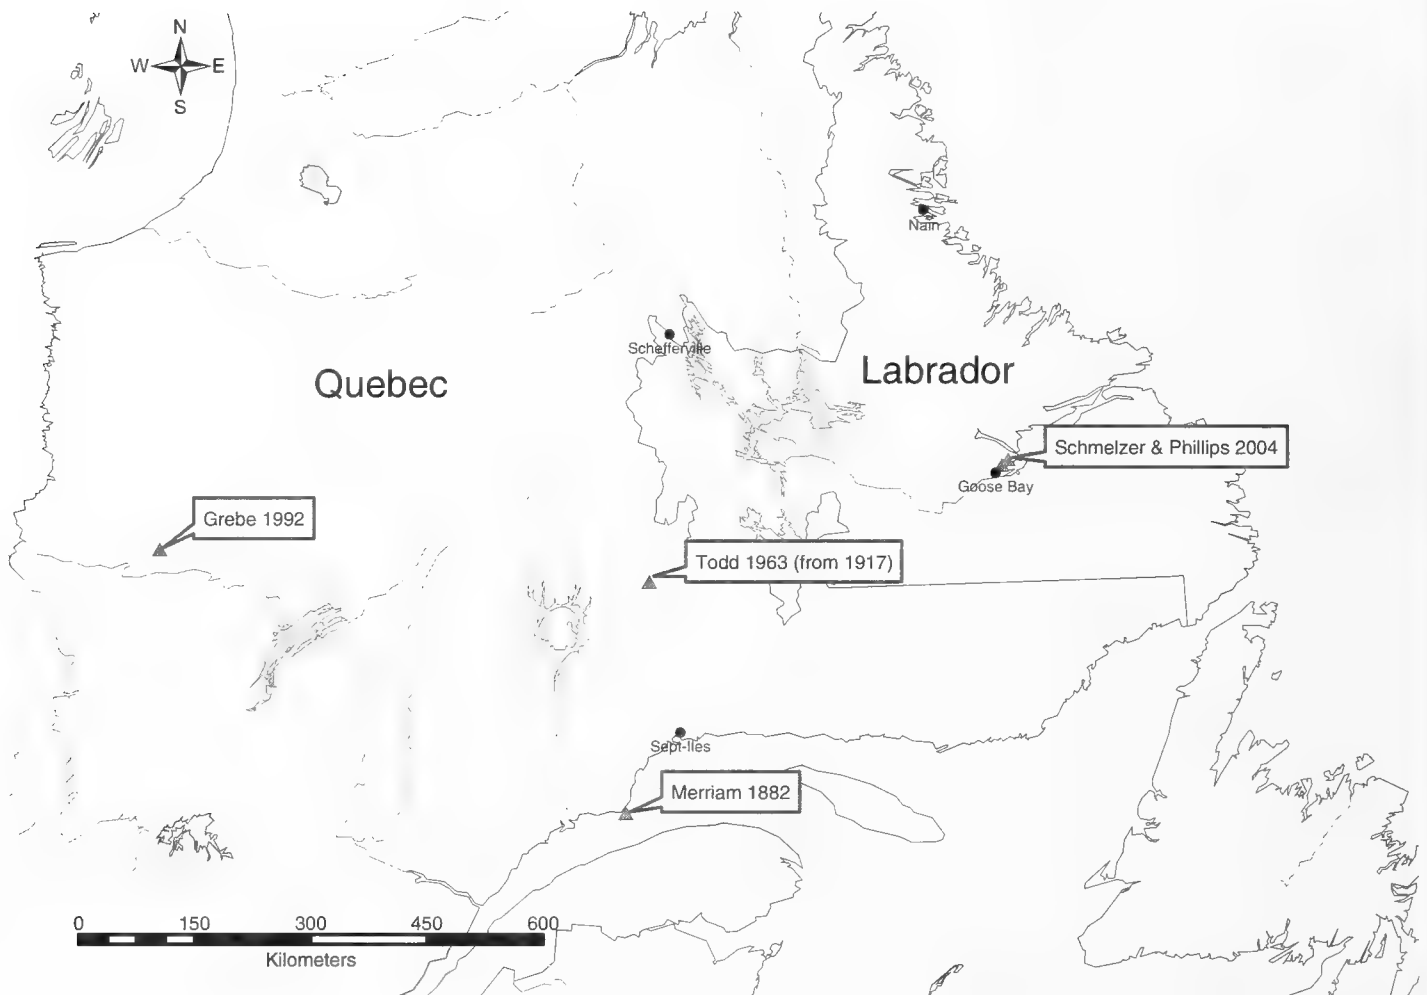 N
W E
S
Nain
Schefferville
Quebec
Labrador
Schmelzer & Phillips 2004
Goose Bay
Grebe 1992
Todd 1963 (from 1917)
Sept-Iles
Merriam 1882
0 150 300 450 600
Kilometers